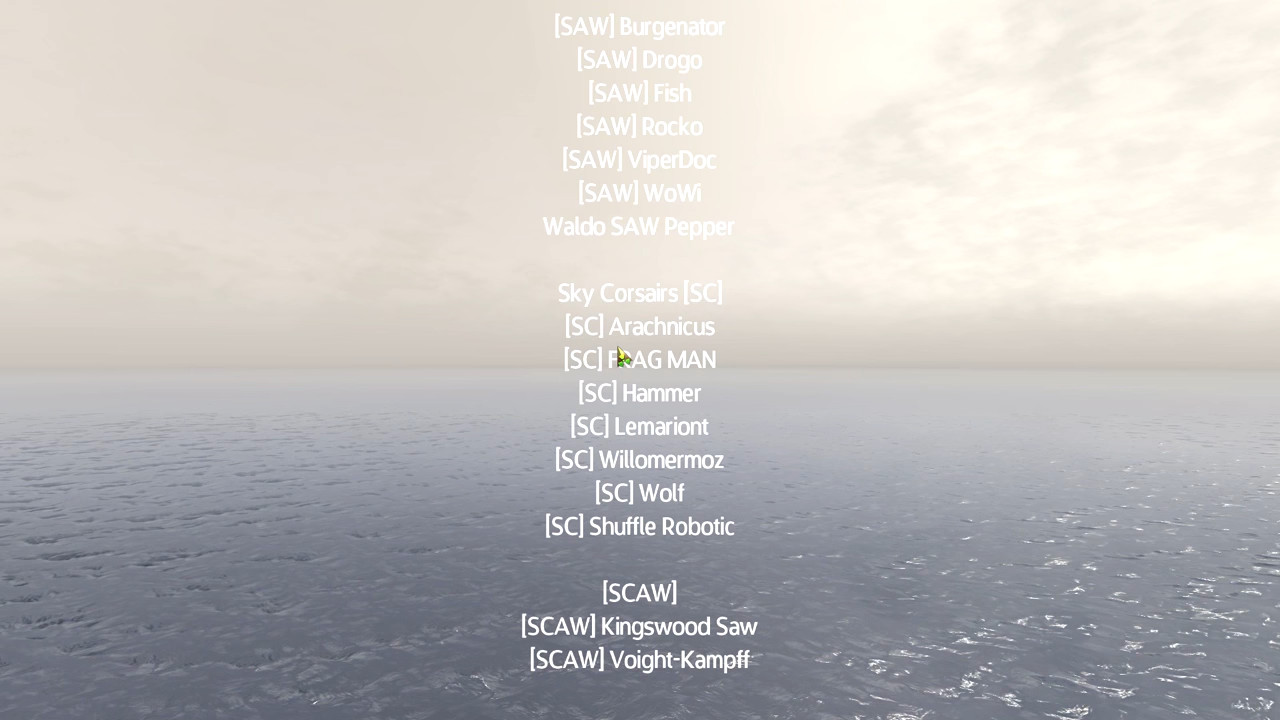 [SAW] Burgenator
[SAW] Drogo
[SAW] Fish
[SAW] Rocko
[SAW] ViperDoc
[SAW] WoWi
Waldo SAW Pepper
Sky Corsairs [SC]
[SC] Arachnicus
[SC] FRAG MAN
[SC] Hammer
[SC] Lemariont
[SC] Willomermoz
[SC] Wolf
[SC] Shuffle Robotic
[SCAW]
[SCAW] Kingswood Saw
[SCAW] Voight-Kampff